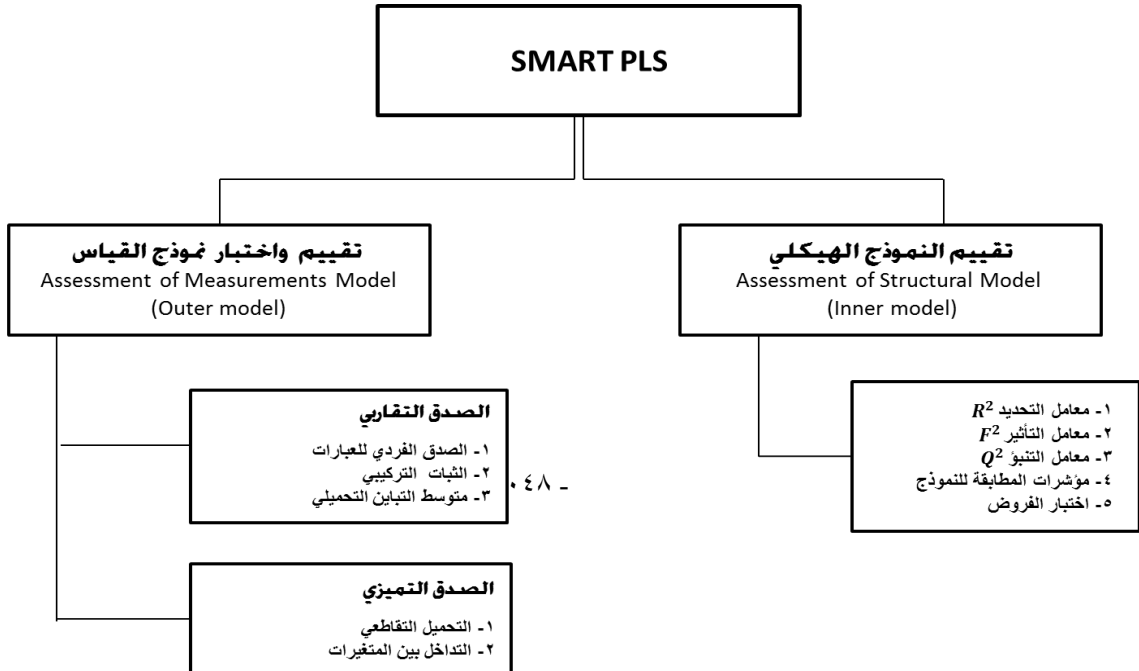 SMART PLS
تقييم واختبار نموذج القياس
Assessment of Measurements Model
(Outer model)
تقييم النموذج الهيكلي
Assessment of Structural Model
(Inner model)
الصدق التقاربي
١- الصدق الفردي للعبارات
٢- الثبات التركيبي
٣- متوسط التباين التحميلي
١- معامل التحديد R²
٢- معامل التأثير F²
٣- معامل التنبؤ Q²
٤- مؤشرات المطابقة للنموذج
٥- اختبار الفروض
٠٤٨ -
الصدق التميزي
١- التحميل التقاطعي
٢- التداخل بين المتغيرات